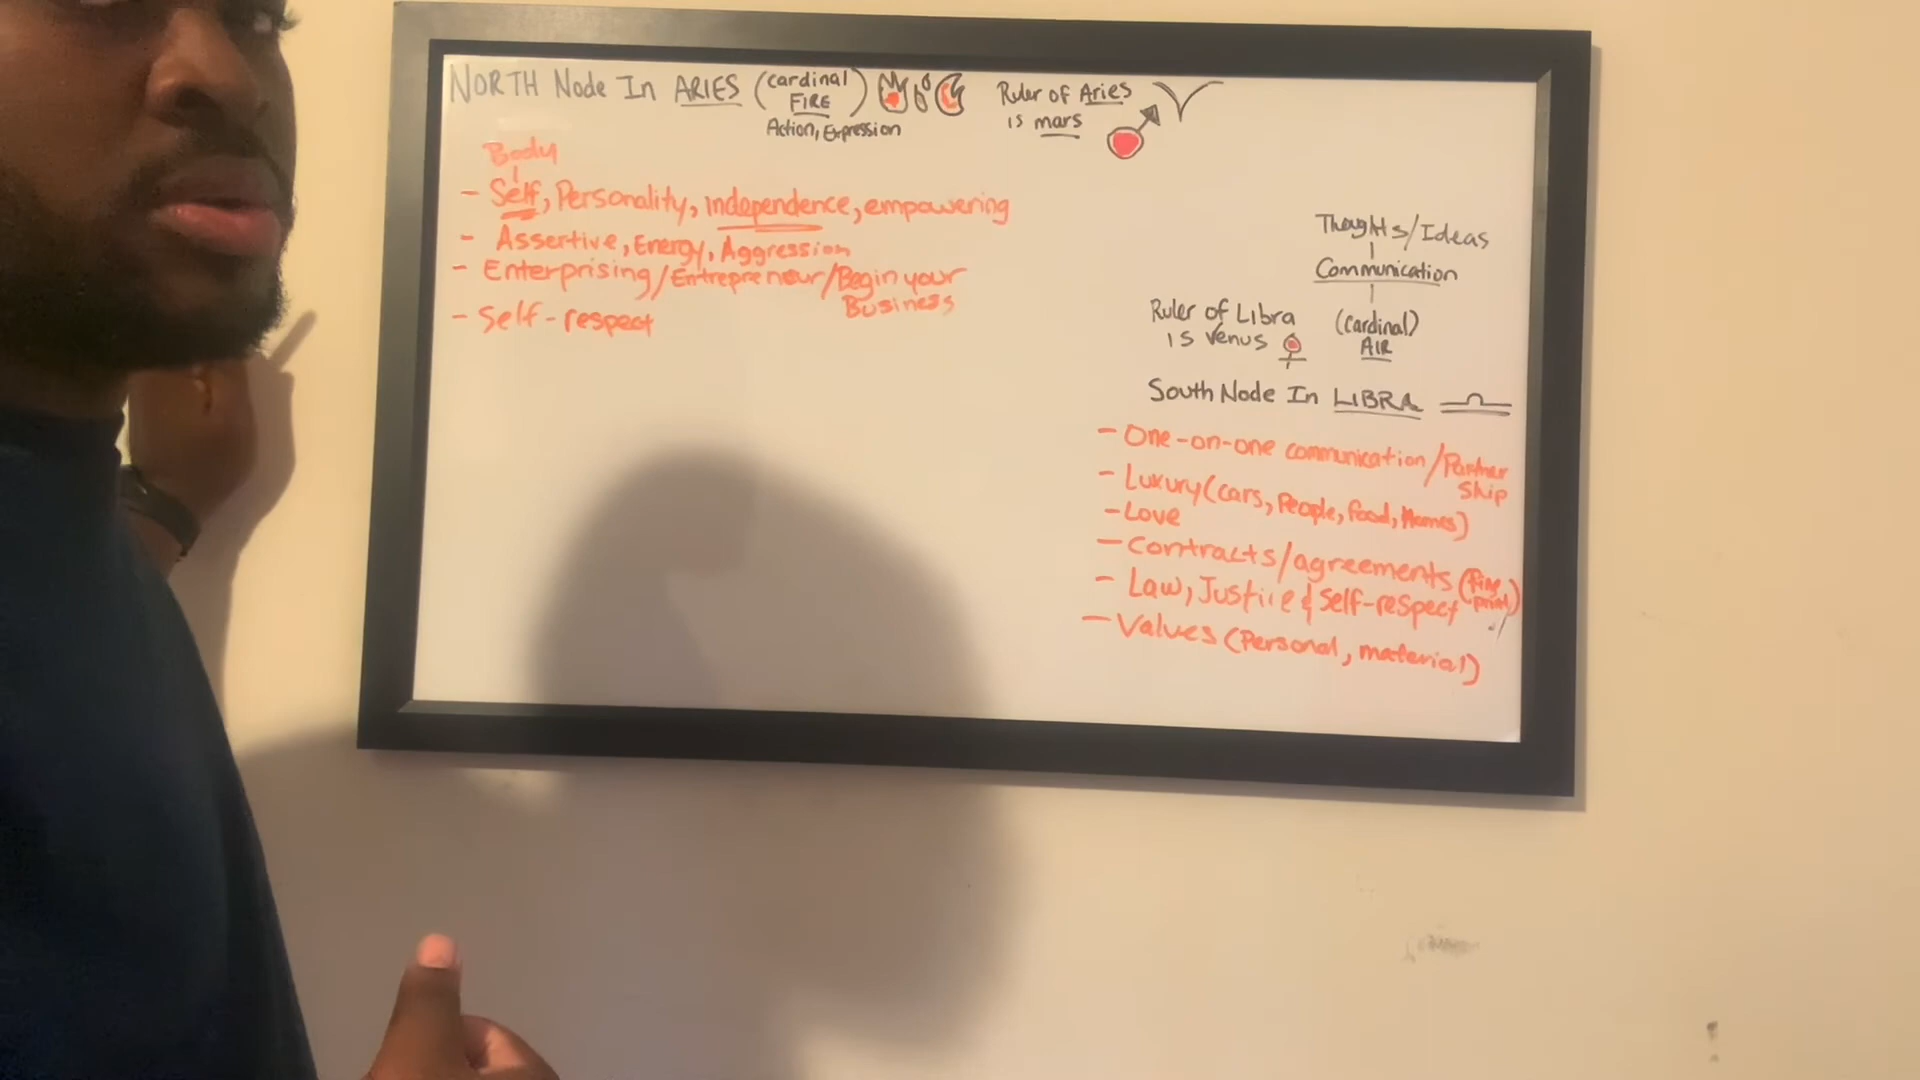 NORTH Node In ARIES (cardinal FIRE)
Action, Expression
Ruler of Aries
is mars
Body
- Self, Personality, independence, empowering
- Assertive, Energy, Aggression
- Enterprising/Entreprenour/Begin your
Business
- Self-respect
Thoughts/Ideas
Communication
(cardinal)
AIR
Ruler of Libra
is Venus
South Node In LIBRA
- One-on-one communication/Partner
Ship
- Luxury (cars, People, food, Homes)
- Love
- Contracts/agreements (fine
print)
- Law, Justice & Self-respect
- Values (Personal, material)